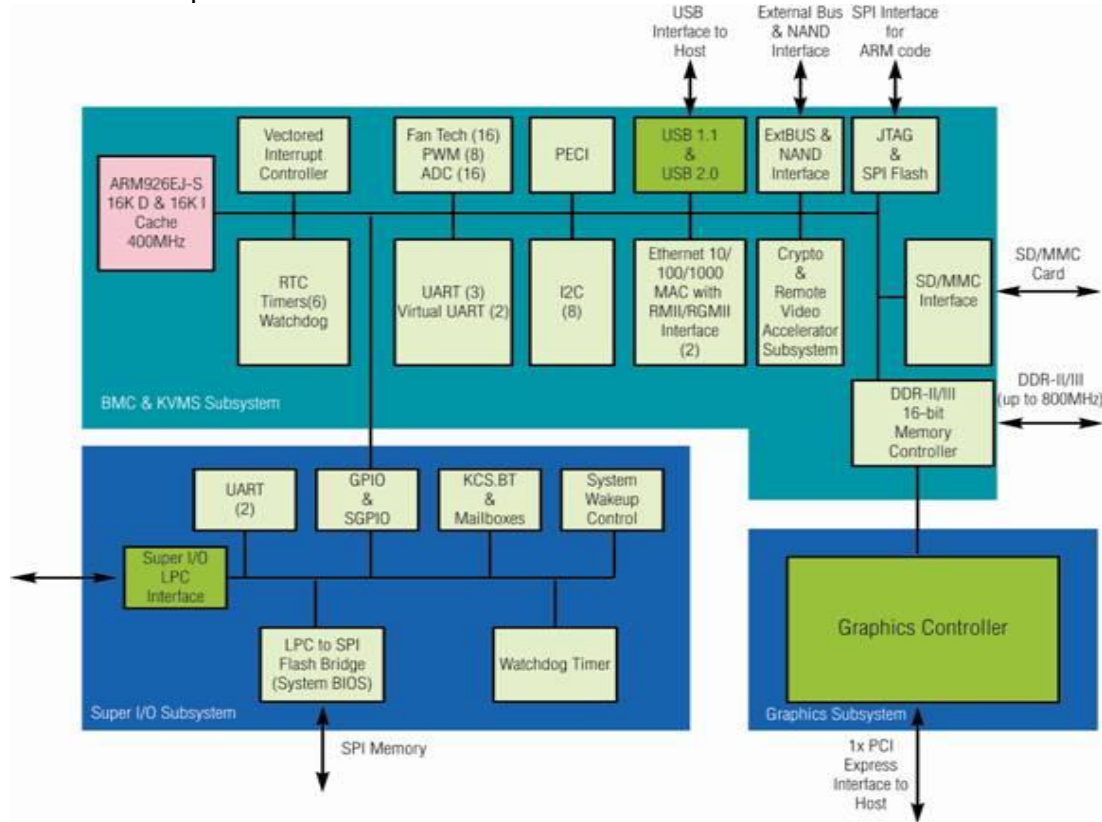 USB
Interface to
Host
External Bus
& NAND
Interface
SPI Interface
for
ARM code
ARM926EJ-S
16K D & 16K I
Cache
400MHz
Vectored
Interrupt
Controller
Fan Tech (16)
PWM (8)
ADC (16)
PECI
USB 1.1
&
USB 2.0
ExtBUS &
NAND
Interface
JTAG
&
SPI Flash
RTC
Timers(6)
Watchdog
UART (3)
Virtual UART (2)
I2C
(8)
Ethernet 10/
100/1000
MAC with
RMII/RGMII
Interface
(2)
Crypto
&
Remote
Video
Accelerator
Subsystem
SD/MMC
Interface
SD/MMC
Card
DDR-II/III
16-bit
Memory
Controller
DDR-II/III
(up to 800MHz)
BMC & KVMS Subsystem
UART
(2)
GPIO
&
SGPIO
KCS.BT
&
Mailboxes
System
Wakeup
Control
Super I/O
LPC
Interface
LPC to SPI
Flash Bridge
(System BIOS)
Watchdog Timer
Super I/O Subsystem
SPI Memory
Graphics Controller
Graphics Subsystem
1x PCI
Express
Interface to
Host